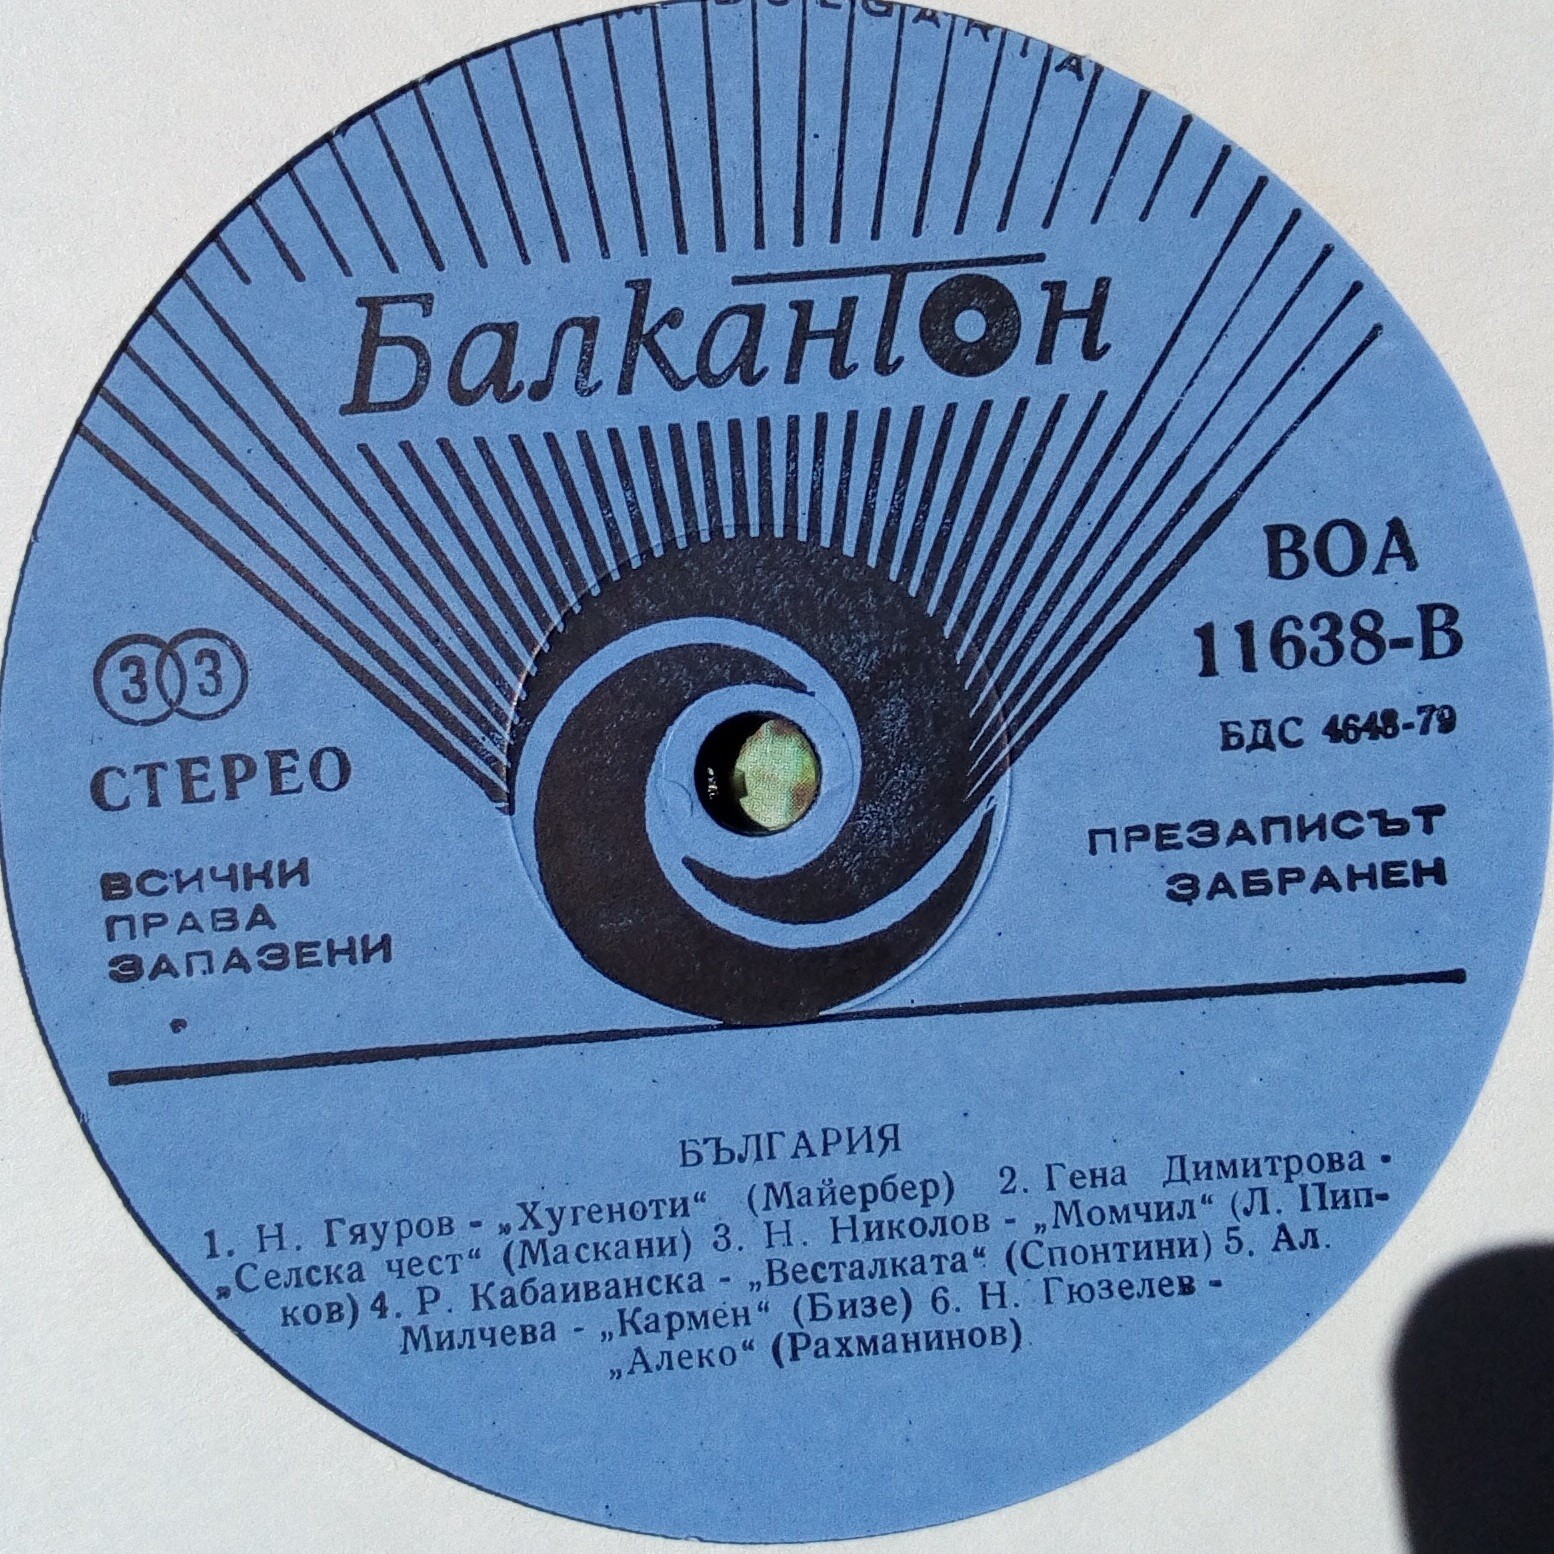 BULGARIA
Балкантон
ВОА
11638-В
БДС 4648-79
33
СТЕРЕО
ВСИЧКИ
ПРАВА
ЗАПАЗЕНИ
ПРЕЗАПИСЪТ
ЗАБРАНЕН
БЪЛГАРИЯ
1. Н. Гяуров - „Хугеноти“ (Майербер) 2. Гена Димитрова -
„Селска чест“ (Маскани) 3. Н. Николов - „Момчил“ (Л. Пип-
ков) 4. Р. Кабаиванска - „Весталката“ (Спонтини) 5. Ал.
Милчева - „Кармен“ (Бизе) 6. Н. Гюзелев -
„Алеко“ (Рахманинов)